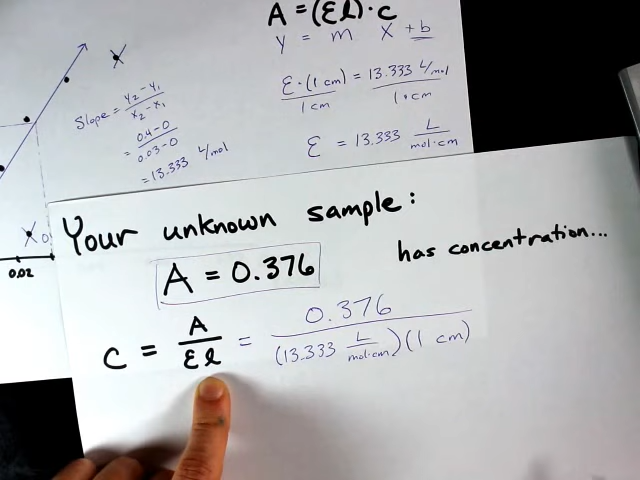 A = (εl)·c
y = m x + b
Slope = y2 - y1 / x2 - x1
= 0.4 - 0 / 0.03 - 0
= 13.333 L/mol
ε·(1 cm) / 1 cm = 13.333 L/mol / 1·cm
ε = 13.333 L / mol·cm
0.02
Your unknown sample:
A = 0.376
has concentration...
c = A / εl = 0.376 / (13.333 L / mol·cm)(1 cm)